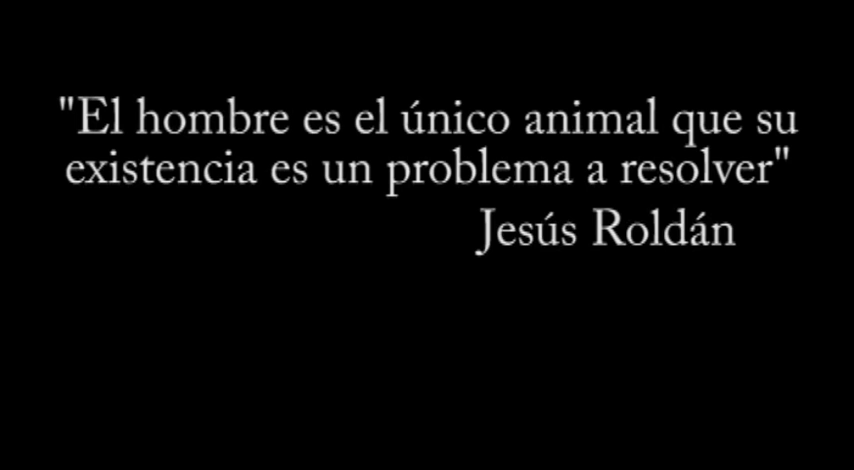 "El hombre es el único animal que su
existencia es un problema a resolver"
Jesús Roldán